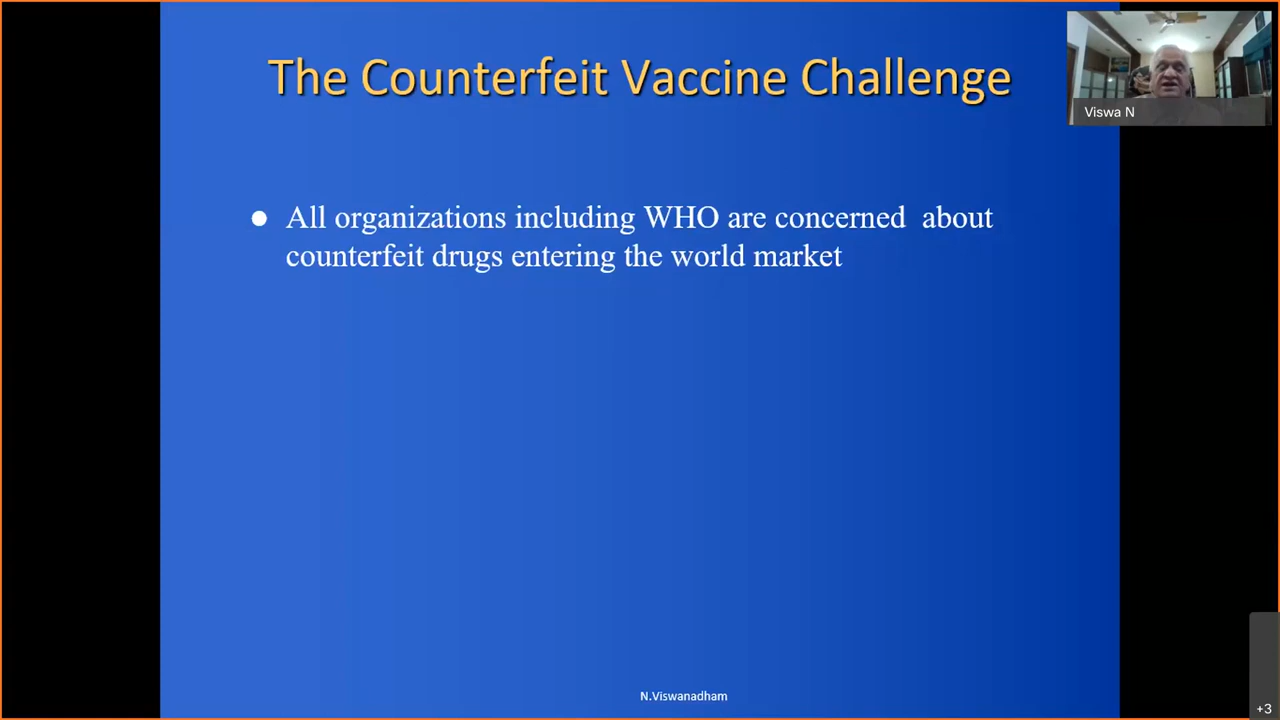 The Counterfeit Vaccine Challenge
Viswa N
● All organizations including WHO are concerned  about
counterfeit drugs entering the world market
N.Viswanadham
+3